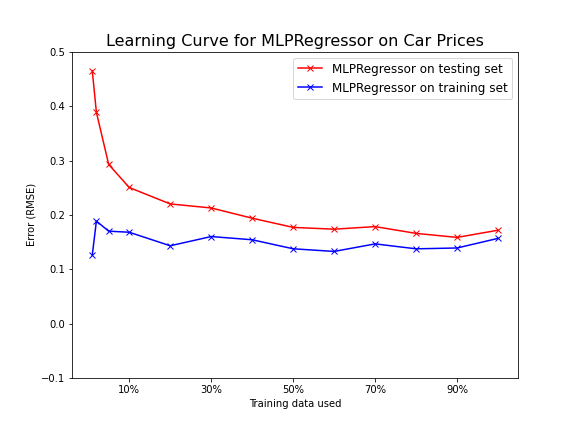 Learning Curve for MLPRegressor on Car Prices
MLPRegressor on testing set
MLPRegressor on training set
Error (RMSE)
0.5
0.4
0.3
0.2
0.1
0.0
−0.1
10% 30% 50% 70% 90%
Training data used